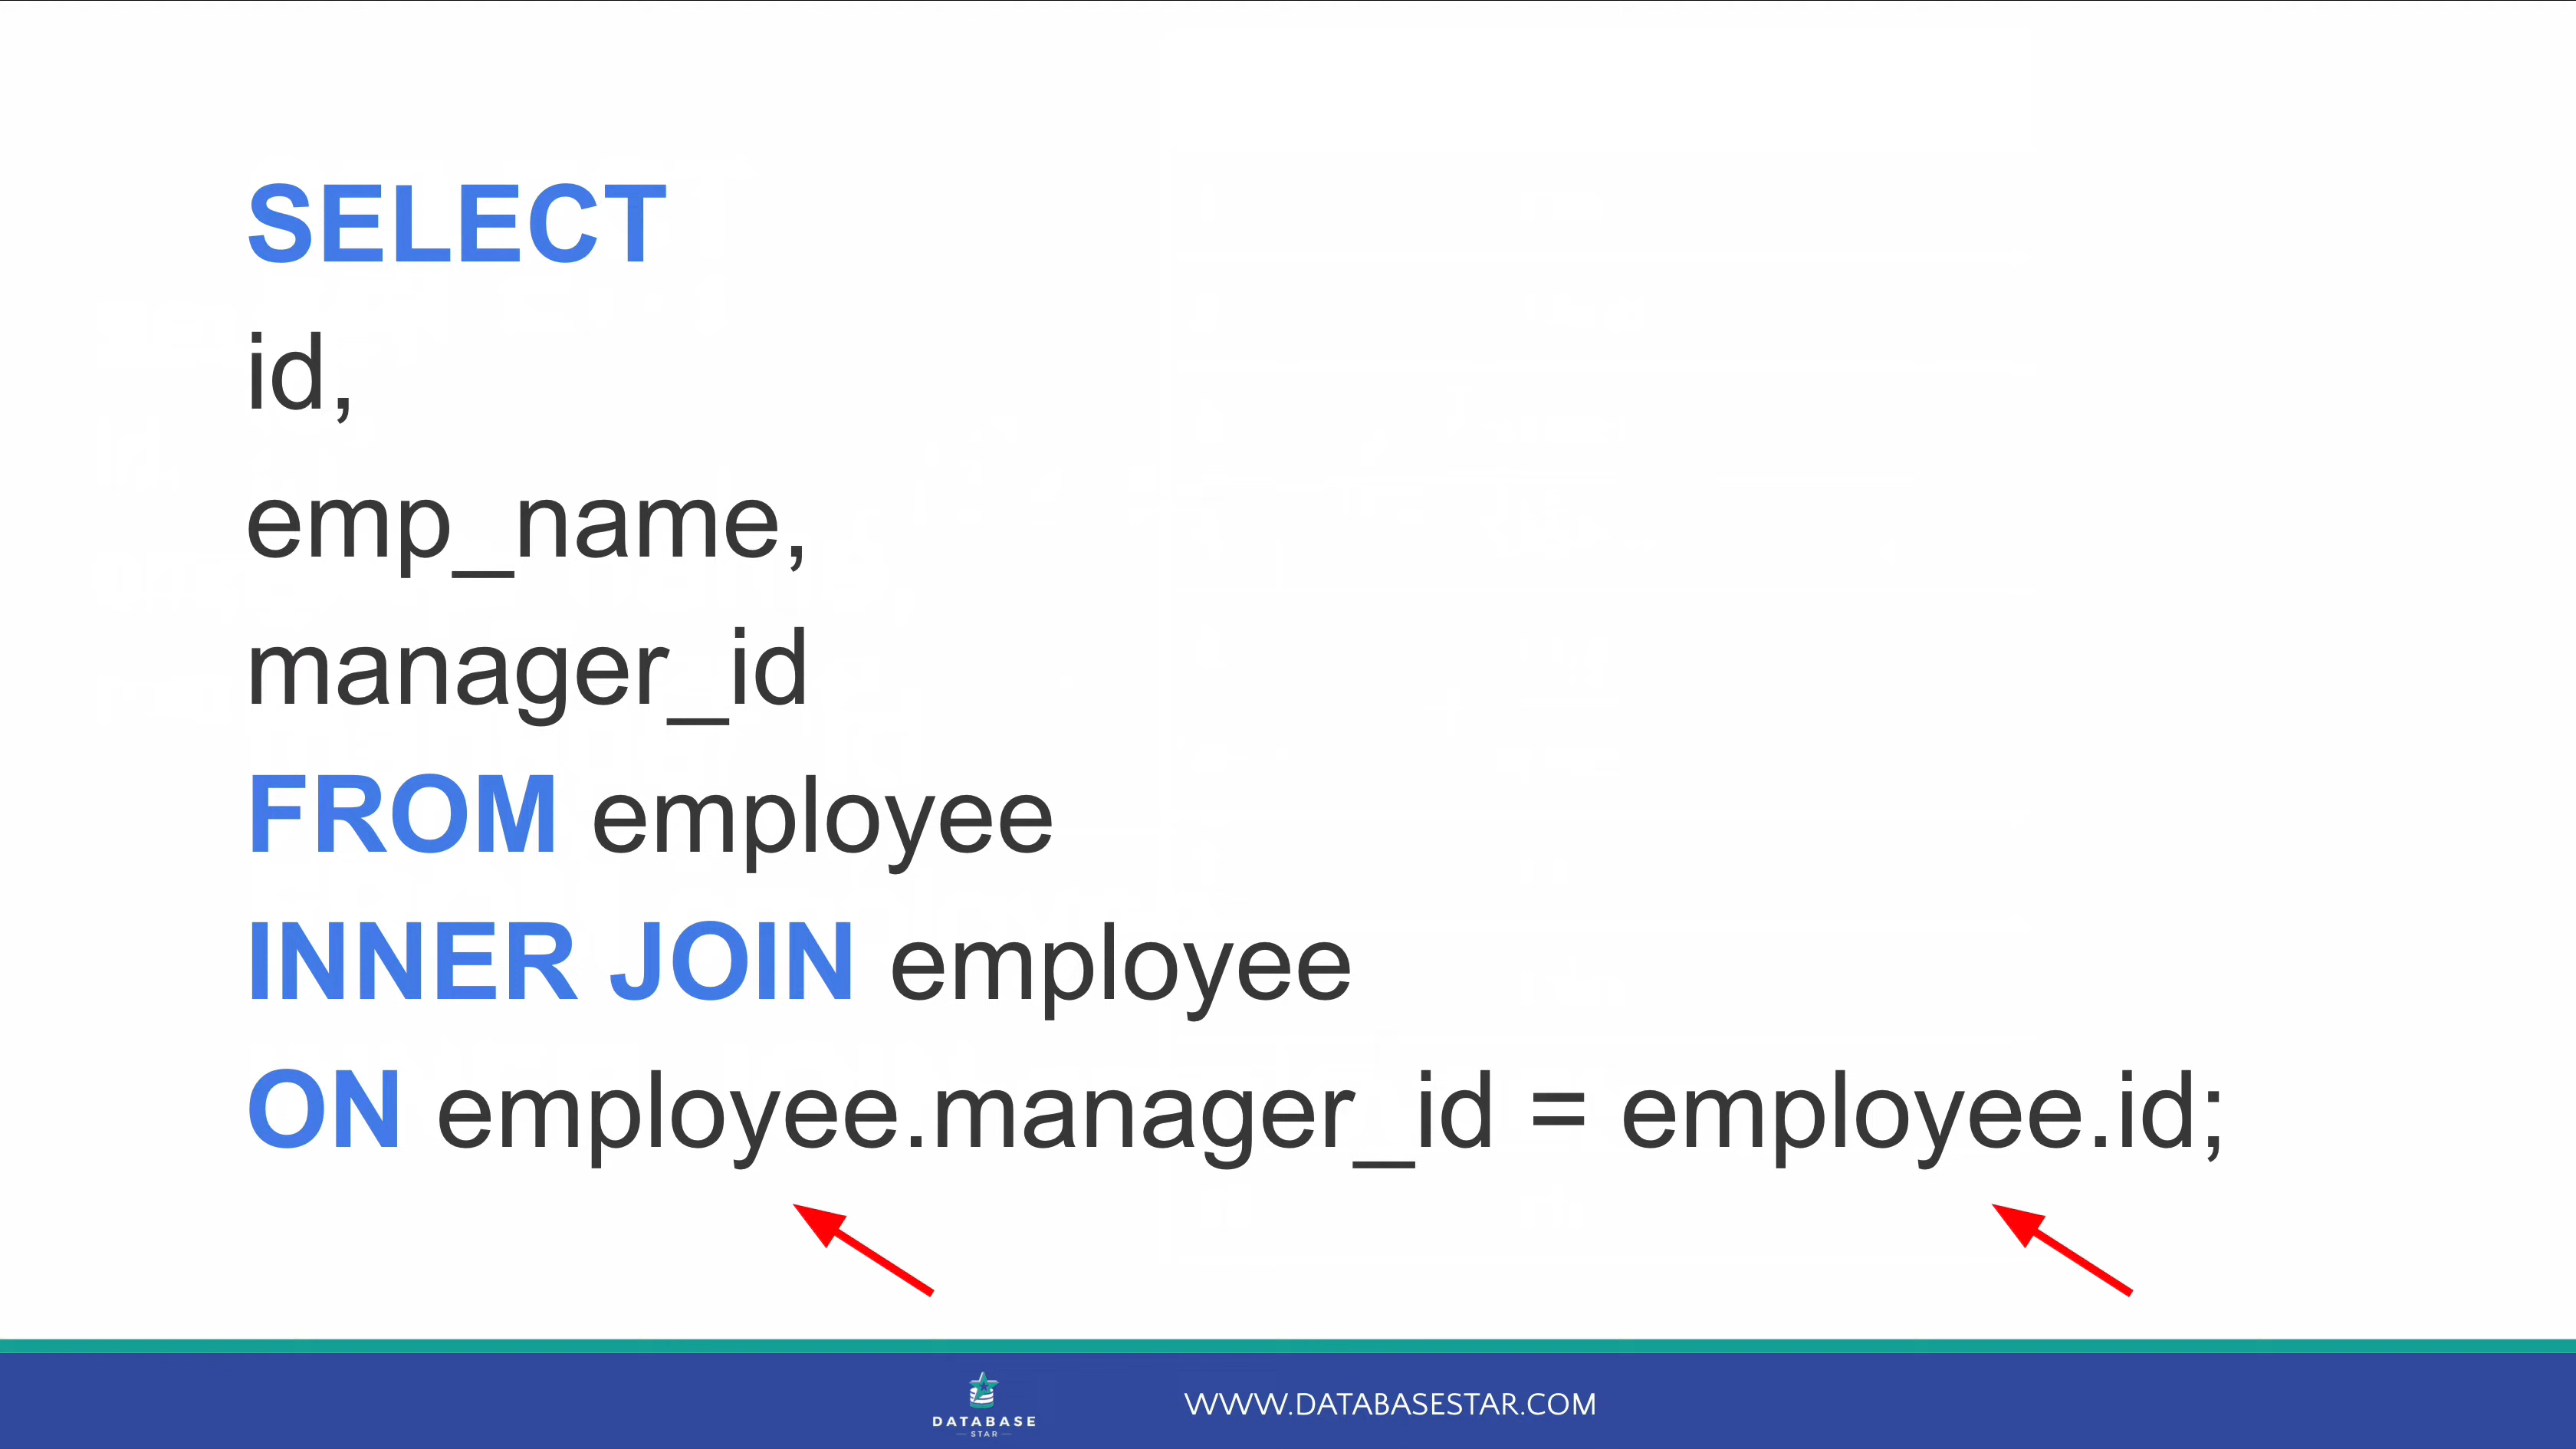 SELECT
id,
emp_name,
manager_id
FROM employee
INNER JOIN employee
ON employee.manager_id = employee.id;
DATABASE
STAR
WWW.DATABASESTAR.COM